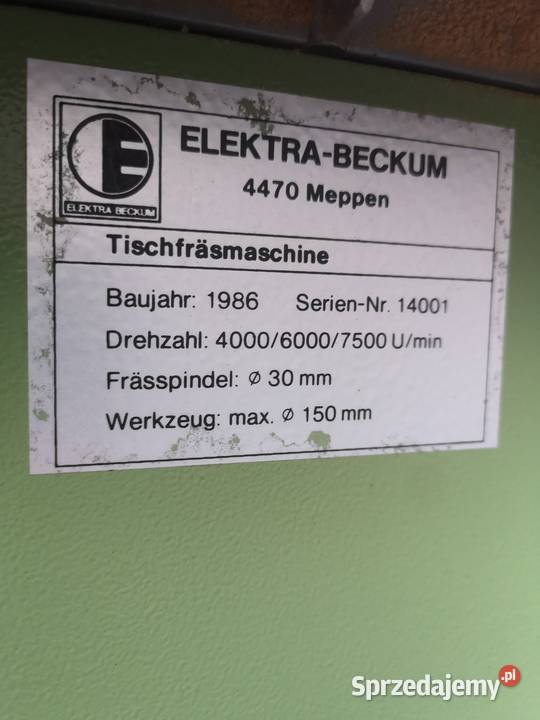 ELEKTRA BECKUM
ELEKTRA-BECKUM
4470 Meppen
Tischfräsmaschine
Baujahr: 1986 Serien-Nr. 14001
Drehzahl: 4000/6000/7500 U/min
Frässpindel: ⌀ 30 mm
Werkzeug: max. ⌀ 150 mm
Sprzedajemy.pl